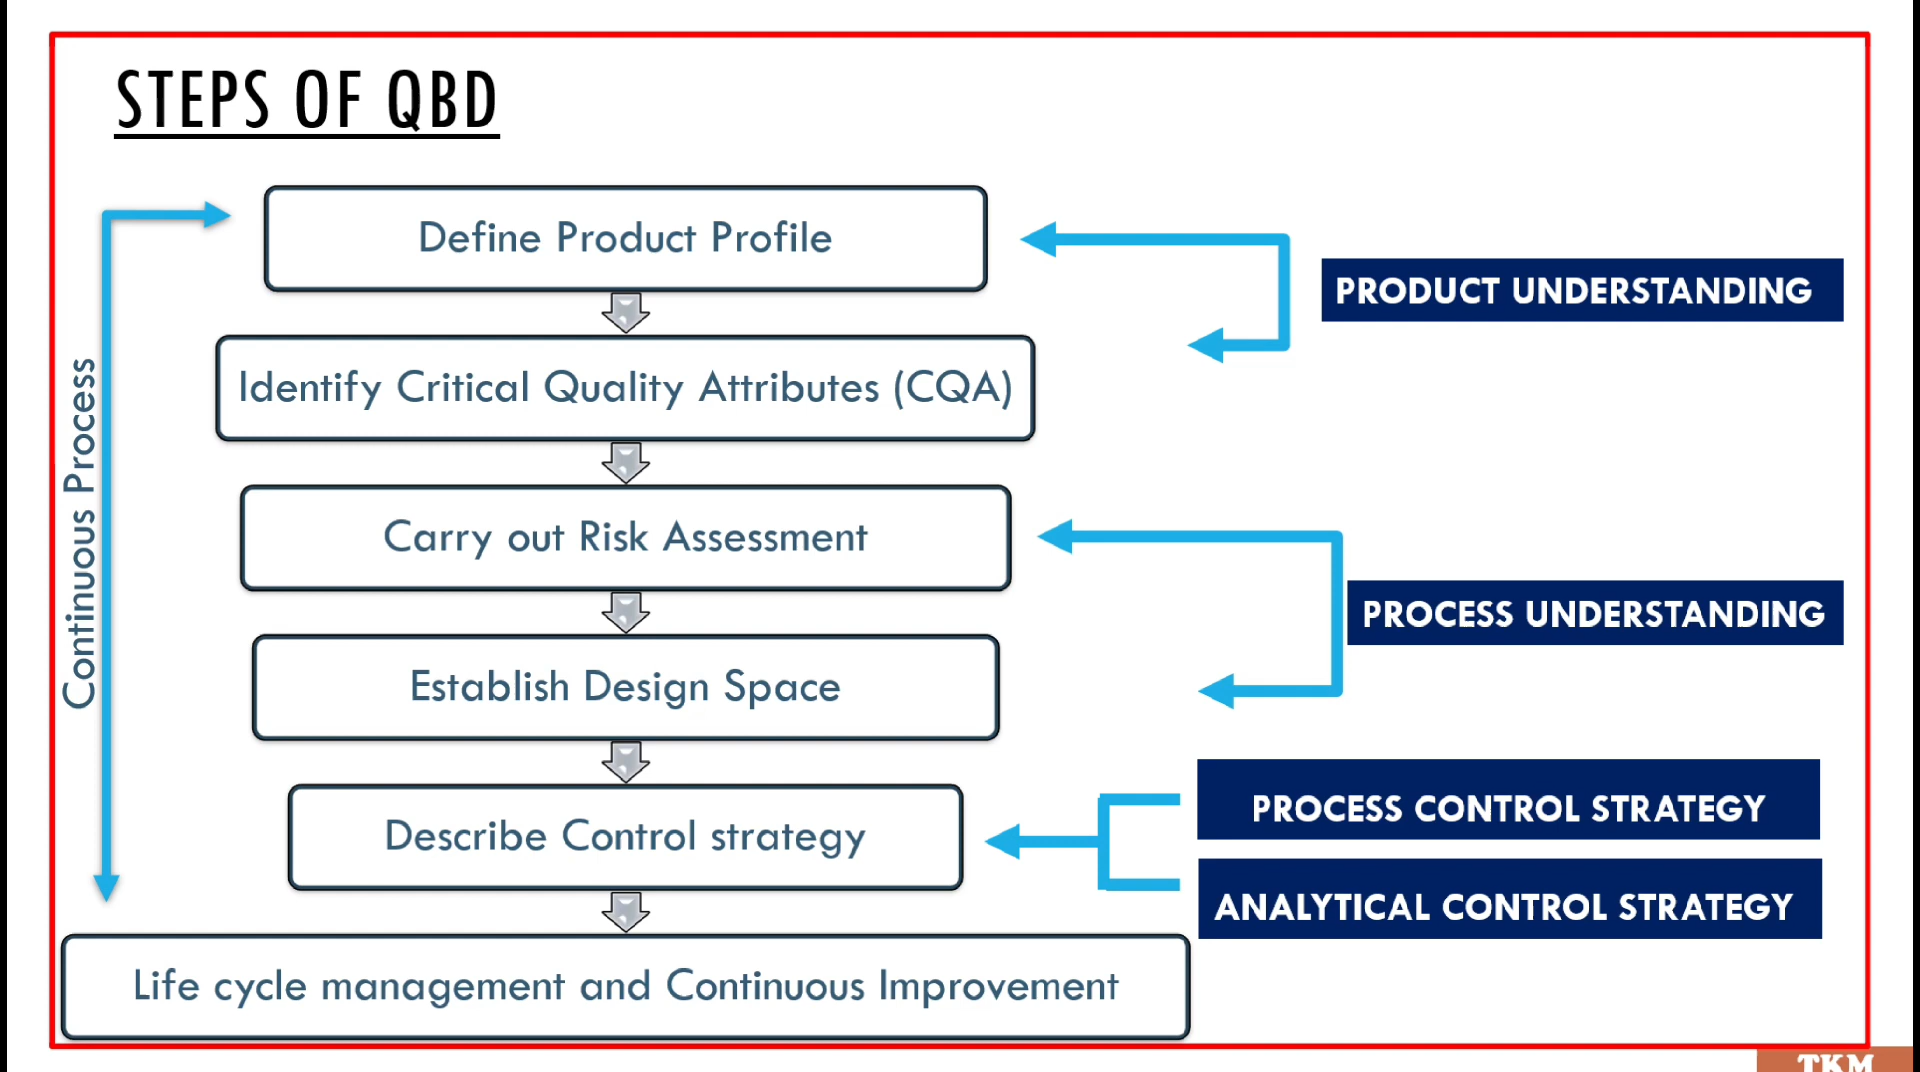 STEPS OF QBD
Define Product Profile
PRODUCT UNDERSTANDING
Identify Critical Quality Attributes (CQA)
Continuous Process
Carry out Risk Assessment
PROCESS UNDERSTANDING
Establish Design Space
Describe Control strategy
PROCESS CONTROL STRATEGY
ANALYTICAL CONTROL STRATEGY
Life cycle management and Continuous Improvement
TKM